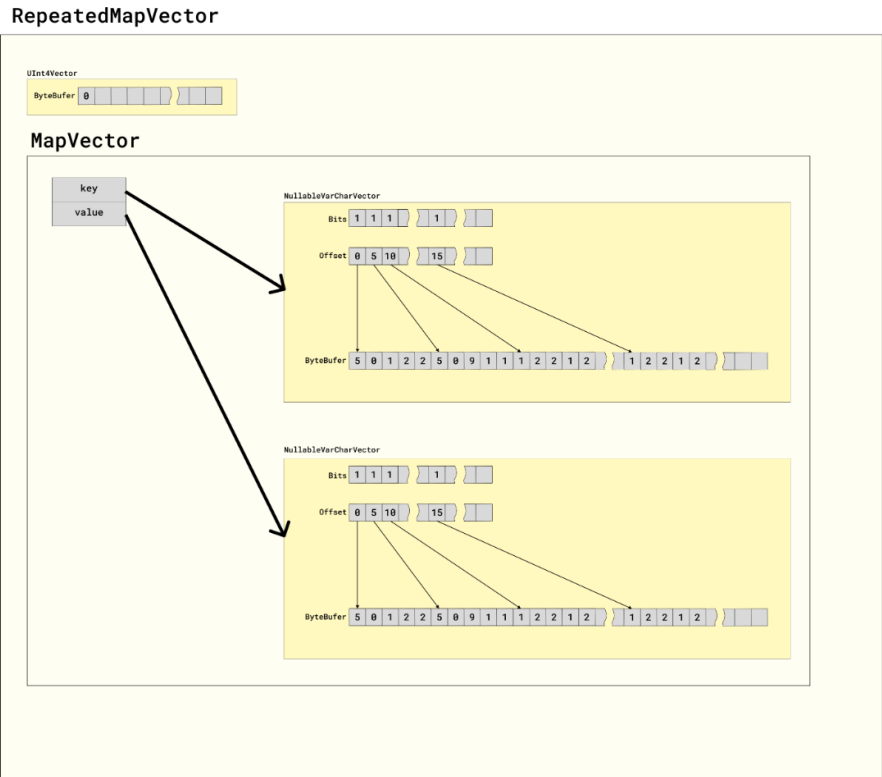 RepeatedMapVector
UInt4Vector
ByteBufer 0
MapVector
key
value
NullableVarCharVector
Bits 1 1 1 1
Offset 0 5 10 15
ByteBufer 5 0 1 2 2 5 0 9 1 1 1 2 2 1 2 1 2 2 1 2
NullableVarCharVector
Bits 1 1 1 1
Offset 0 5 10 15
ByteBufer 5 0 1 2 2 5 0 9 1 1 1 2 2 1 2 1 2 2 1 2